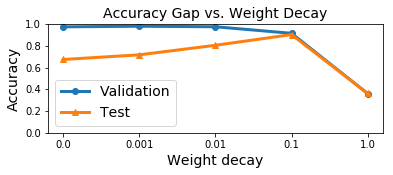 Accuracy Gap vs. Weight Decay
Accuracy
1.0
0.8
0.6
0.4
0.2
0.0
Validation
Test
0.0 0.001 0.01 0.1 1.0
Weight decay